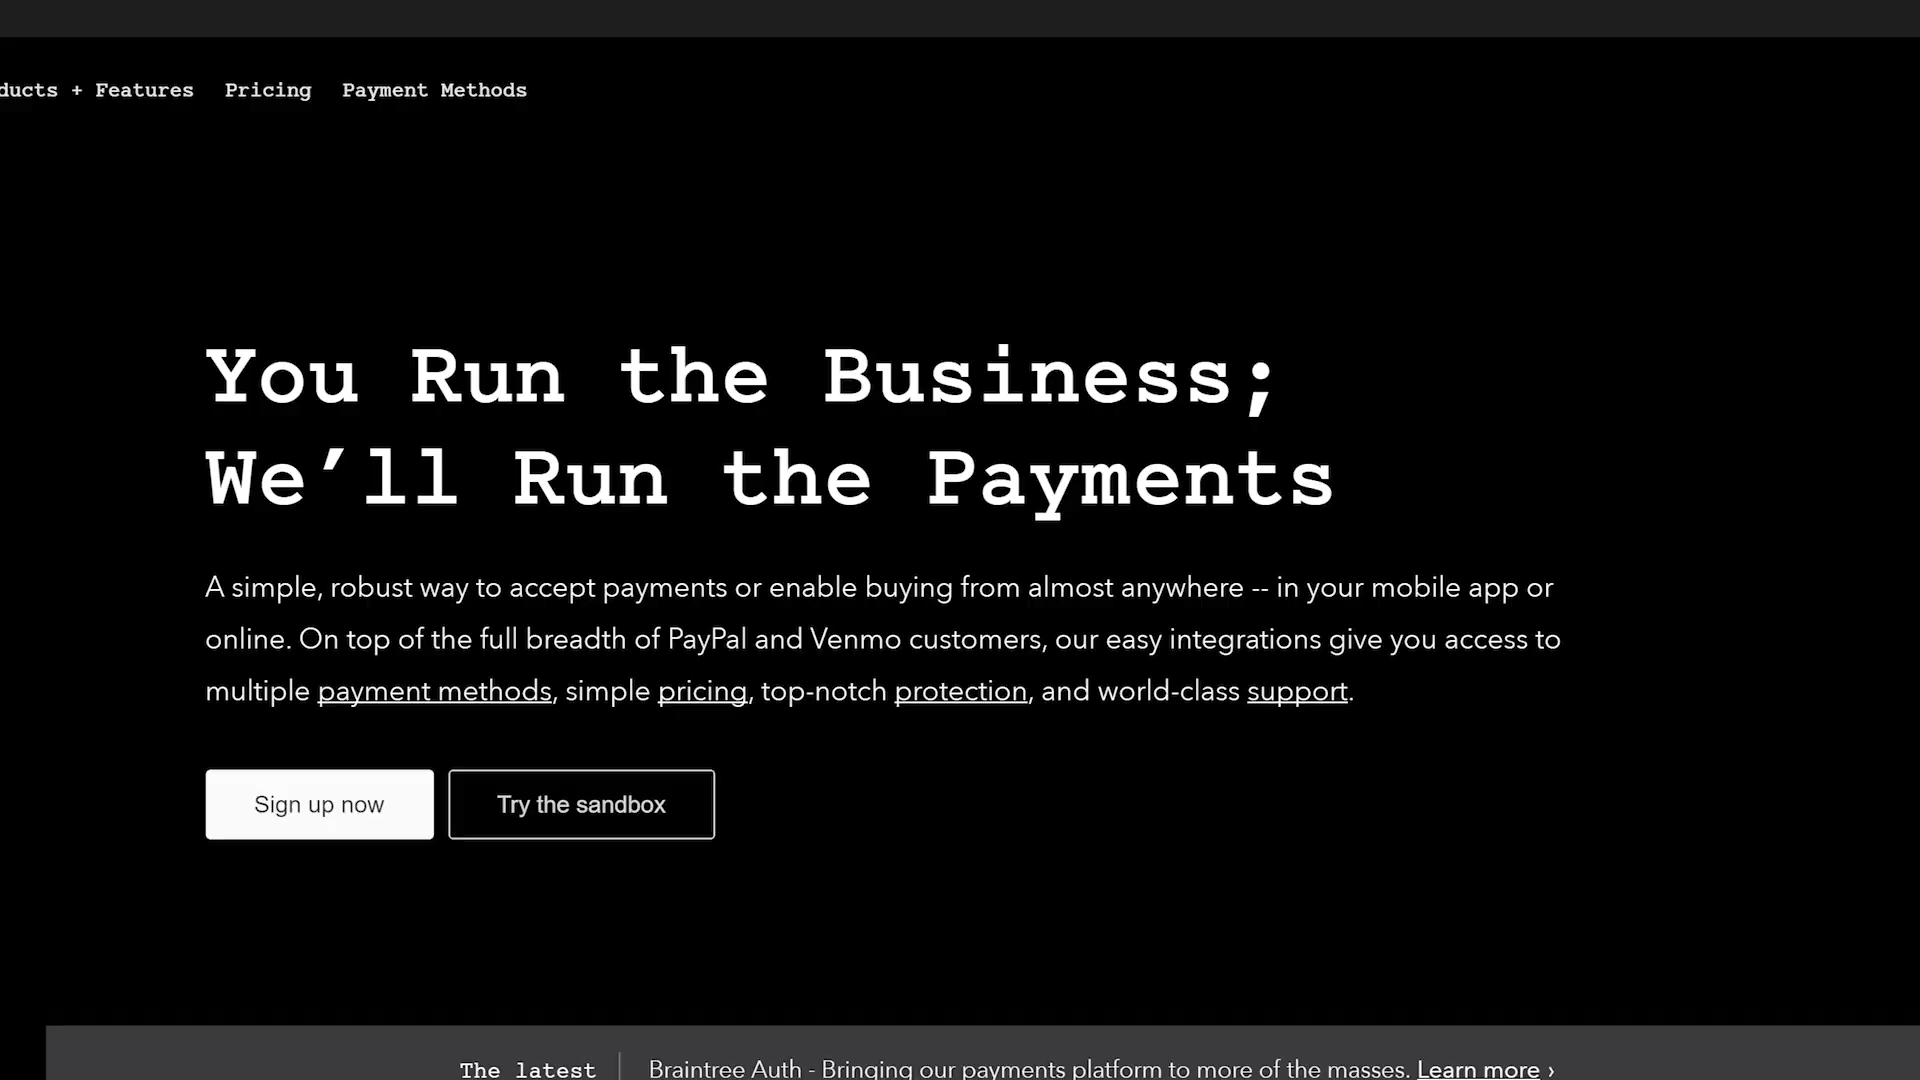 ducts + Features Pricing Payment Methods
You Run the Business;
We’ll Run the Payments
A simple, robust way to accept payments or enable buying from almost anywhere -- in your mobile app or
online. On top of the full breadth of PayPal and Venmo customers, our easy integrations give you access to
multiple payment methods, simple pricing, top-notch protection, and world-class support.
Sign up now Try the sandbox
The latest Braintree Auth - Bringing our payments platform to more of the masses. Learn more ›